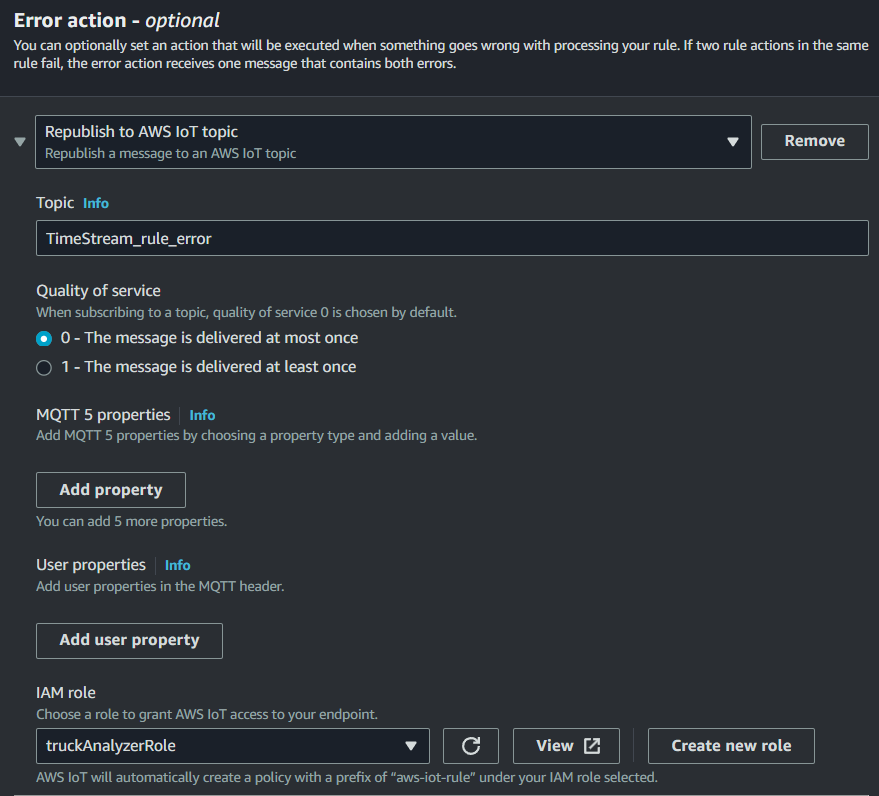 Error action - optional
You can optionally set an action that will be executed when something goes wrong with processing your rule. If two rule actions in the same
rule fail, the error action receives one message that contains both errors.
Republish to AWS IoT topic
Republish a message to an AWS IoT topic
Remove
Topic Info
TimeStream_rule_error
Quality of service
When subscribing to a topic, quality of service 0 is chosen by default.
0 - The message is delivered at most once
1 - The message is delivered at least once
MQTT 5 properties Info
Add MQTT 5 properties by choosing a property type and adding a value.
Add property
You can add 5 more properties.
User properties Info
Add user properties in the MQTT header.
Add user property
IAM role
Choose a role to grant AWS IoT access to your endpoint.
truckAnalyzerRole View Create new role
AWS IoT will automatically create a policy with a prefix of “aws-iot-rule” under your IAM role selected.